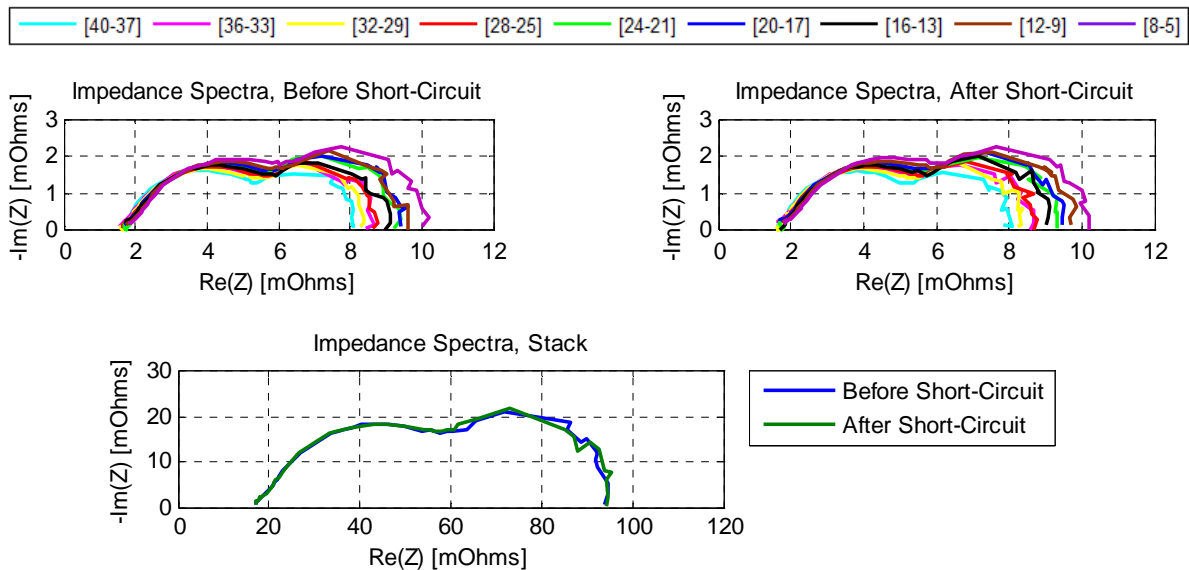 [40-37] [36-33] [32-29] [28-25] [24-21] [20-17] [16-13] [12-9] [8-5]
Impedance Spectra, Before Short-Circuit
3
2
1
0
-Im(Z) [mOhms]
0 2 4 6 8 10 12
Re(Z) [mOhms]
Impedance Spectra, After Short-Circuit
3
2
1
0
-Im(Z) [mOhms]
0 2 4 6 8 10 12
Re(Z) [mOhms]
Impedance Spectra, Stack
30
20
10
0
-Im(Z) [mOhms]
0 20 40 60 80 100 120
Re(Z) [mOhms]
Before Short-Circuit
After Short-Circuit